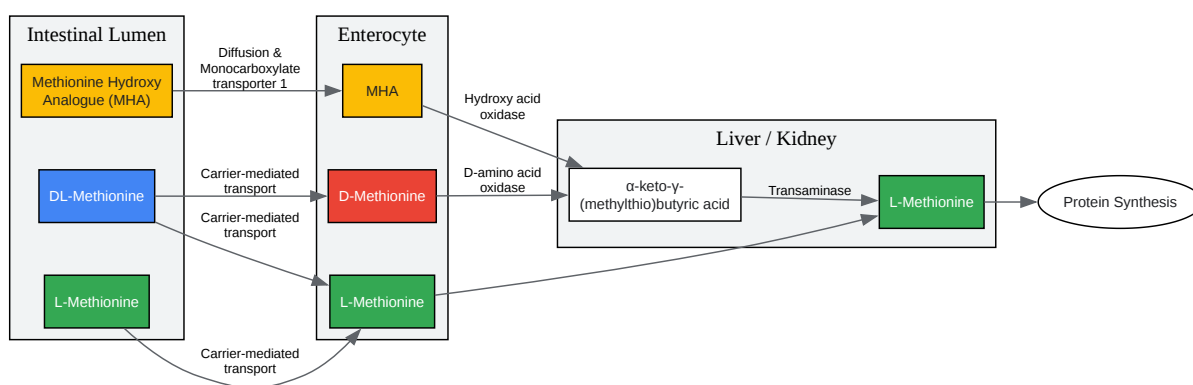 Intestinal Lumen
Enterocyte
Diffusion &
Monocarboxylate
transporter 1
Methionine Hydroxy
Analogue (MHA)
MHA
Hydroxy acid
oxidase
Liver / Kidney
Carrier-mediated
transport
DL-Methionine
D-Methionine
D-amino acid
oxidase
α-keto-γ-
(methylthio)butyric acid
Transaminase
L-Methionine
Protein Synthesis
Carrier-mediated
transport
L-Methionine
L-Methionine
Carrier-mediated
transport